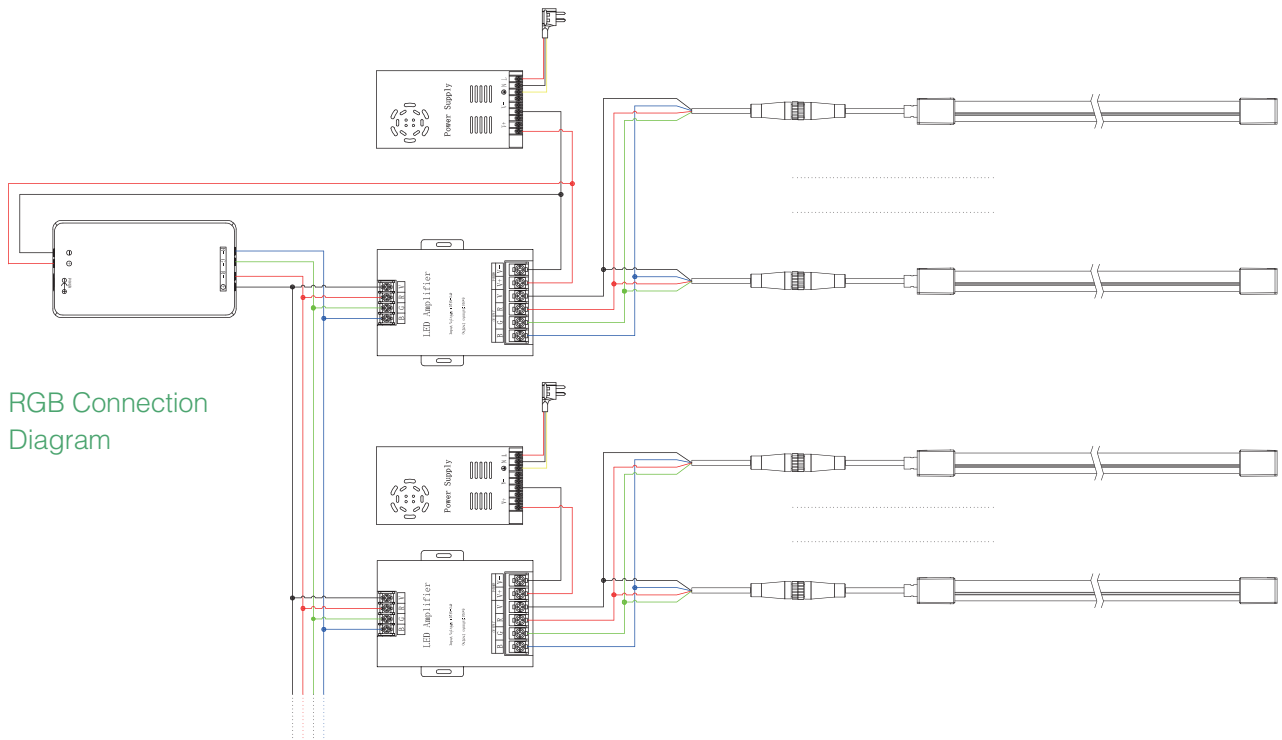 L
N
V-
V+
Power Supply
LED Amplifier
V
R
G
B
V-
V+
V
R
G
B
RGB Connection
Diagram
L
N
V-
V+
Power Supply
LED Amplifier
V
R
G
B
V-
V+
V
R
G
B